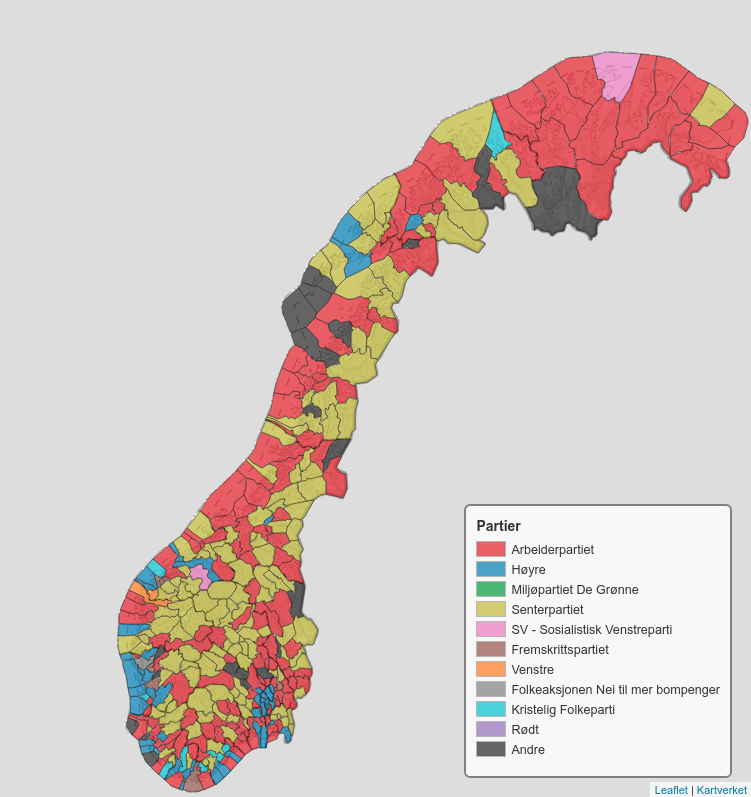 Partier
Arbeiderpartiet
Høyre
Miljøpartiet De Grønne
Senterpartiet
SV - Sosialistisk Venstreparti
Fremskrittspartiet
Venstre
Folkeaksjonen Nei til mer bompenger
Kristelig Folkeparti
Rødt
Andre
Leaflet | Kartverket